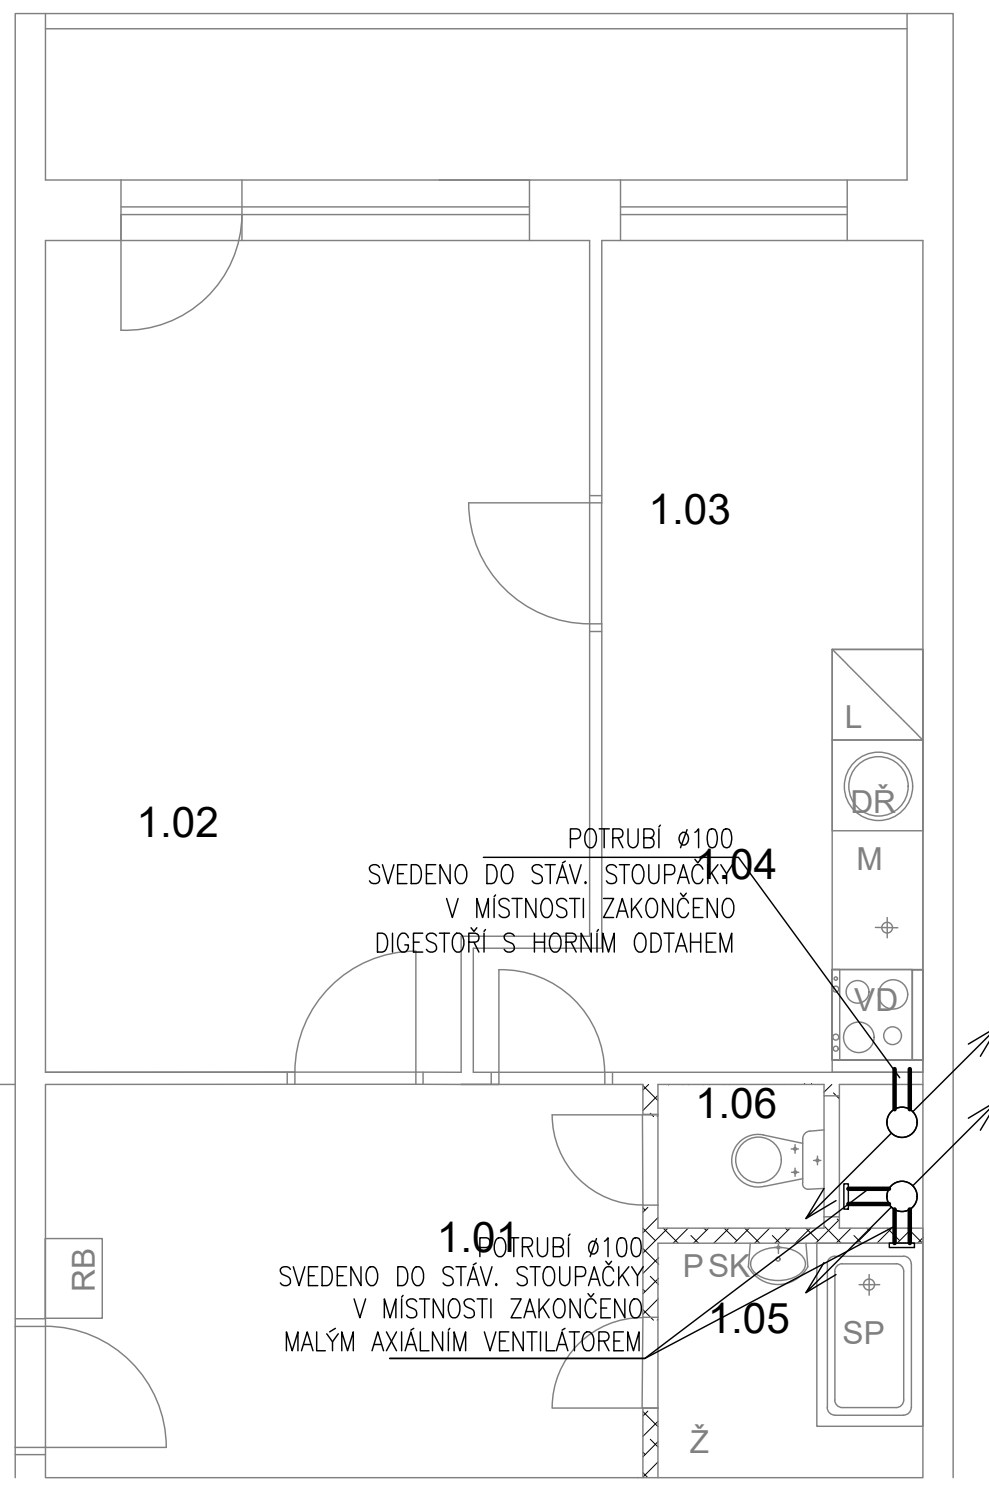 1.03
L
DŘ
1.02
POTRUBÍ ø100
1.04
SVEDENO DO STÁV. STOUPAČKY
M
V MÍSTNOSTI ZAKONČENO
DIGESTOŘÍ S HORNÍM ODTAHEM
VD
1.06
1.01
POTRUBÍ ø100
RB
SVEDENO DO STÁV. STOUPAČKY
P SK
V MÍSTNOSTI ZAKONČENO
1.05
MALÝM AXIÁLNÍM VENTILÁTOREM
SP
Ž